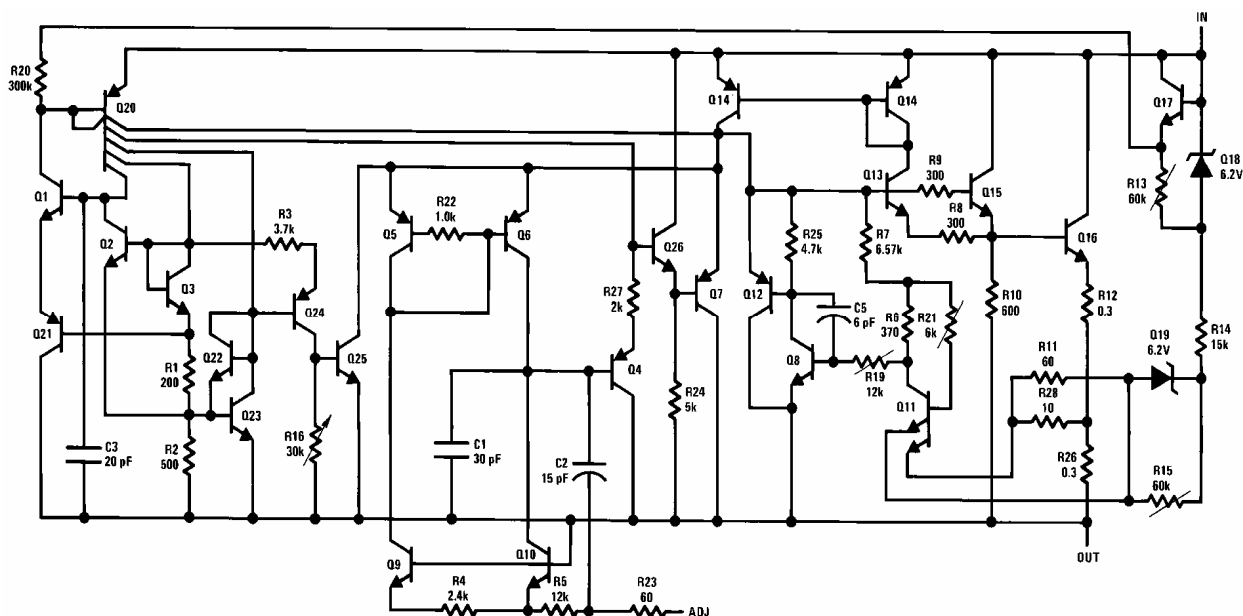 IN
R20
300k
Q20
Q14
Q14
Q17
Q18
6.2V
R13
60k
Q1
Q2
R3
3.7k
Q5
R22
1.0k
Q6
Q26
Q13
R9
300
Q15
R8
300
Q16
R25
4.7k
R7
6.57k
Q3
Q24
R27
2k
Q7
Q12
C5
6 pF
R6
370
R21
6k
R10
600
R12
0.3
Q21
Q22
Q25
Q4
Q8
R19
12k
Q19
6.2V
R14
15k
R1
200
R24
5k
Q11
R11
60
R28
10
Q23
C3
20 pF
R2
500
R16
30k
C1
30 pF
C2
15 pF
R26
0.3
R15
60k
OUT
Q9
Q10
R4
2.4k
R5
12k
R23
60
ADJ